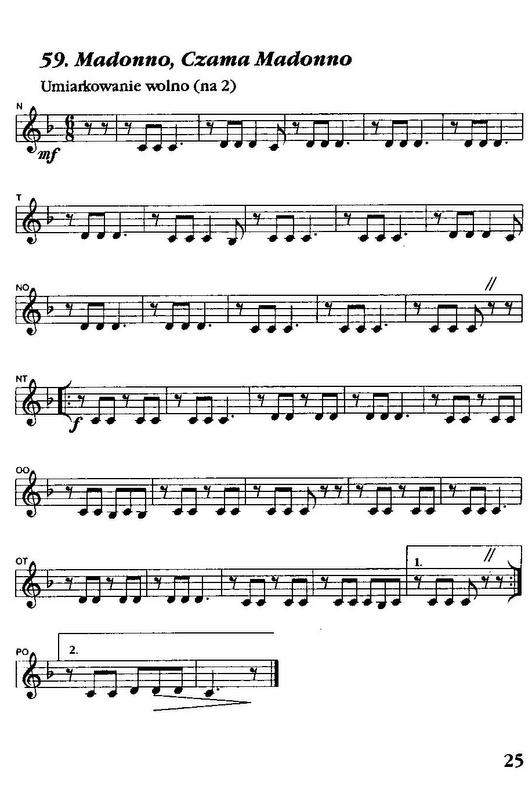 59. Madonno, Czama Madonno
Umiarkowanie wolno (na 2)
N
6
8
mf
T
NO
NT
f
OO
OT
1.
PO
2.
25